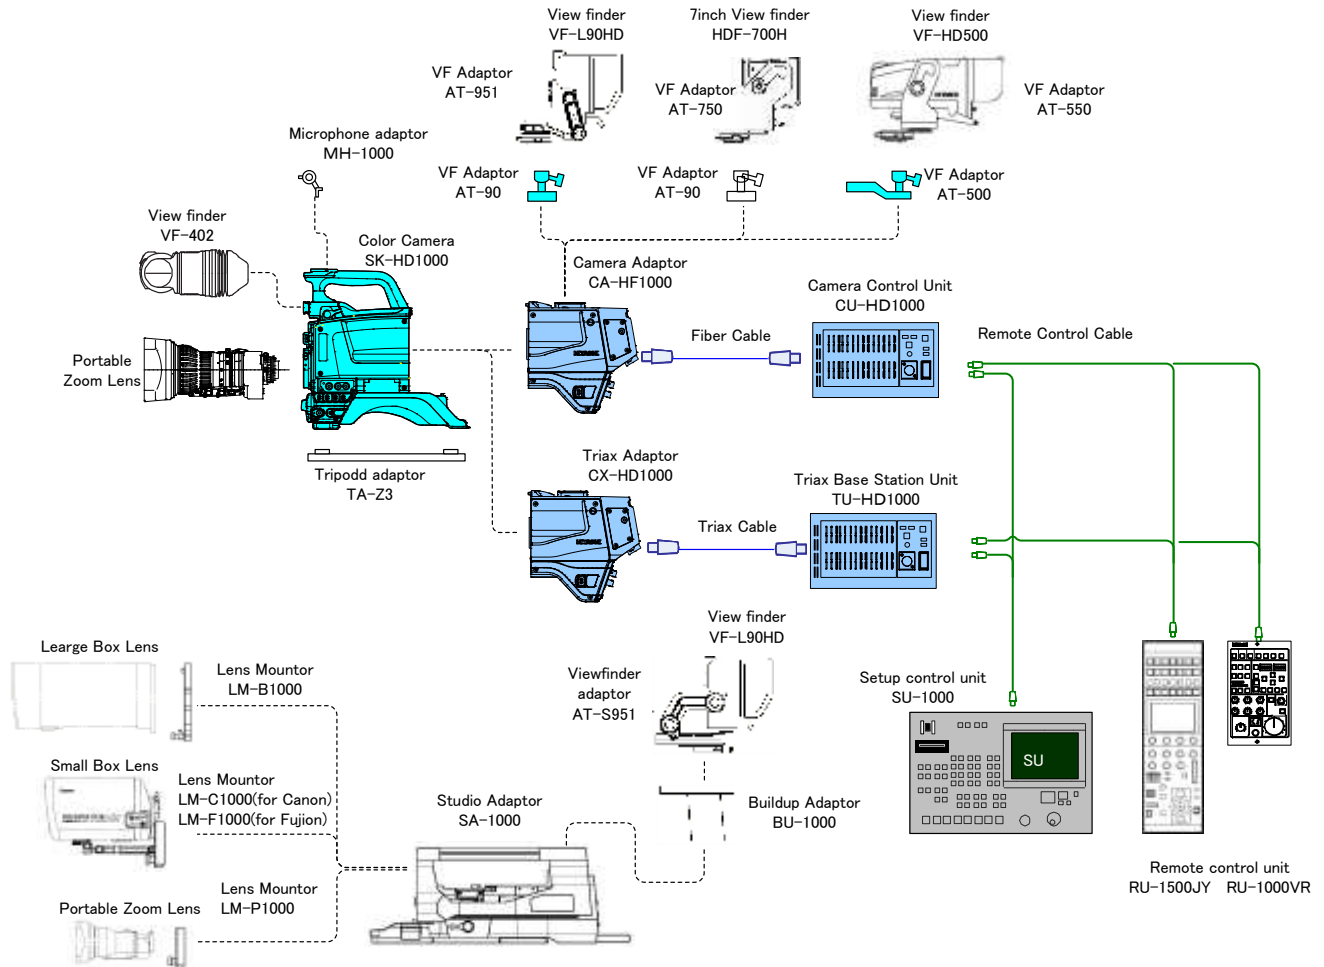 View finder
VF-L90HD
7inch View finder
HDF-700H
View finder
VF-HD500
VF Adaptor
AT-951
VF Adaptor
AT-750
VF Adaptor
AT-550
Microphone adaptor
MH-1000
VF Adaptor
AT-90
VF Adaptor
AT-90
VF Adaptor
AT-500
View finder
VF-402
Color Camera
SK-HD1000
Camera Adaptor
CA-HF1000
Camera Control Unit
CU-HD1000
Fiber Cable
Remote Control Cable
Portable
Zoom Lens
Tripodd adaptor
TA-Z3
Triax Adaptor
CX-HD1000
Triax Base Station Unit
TU-HD1000
Triax Cable
View finder
VF-L90HD
Learge Box Lens
Lens Mountor
LM-B1000
Viewfinder
adaptor
AT-S951
Setup control unit
SU-1000
SU
Small Box Lens
Lens Mountor
LM-C1000(for Canon)
LM-F1000(for Fujion)
Studio Adaptor
SA-1000
Buildup Adaptor
BU-1000
Remote control unit
RU-1500JY RU-1000VR
Lens Mountor
LM-P1000
Portable Zoom Lens